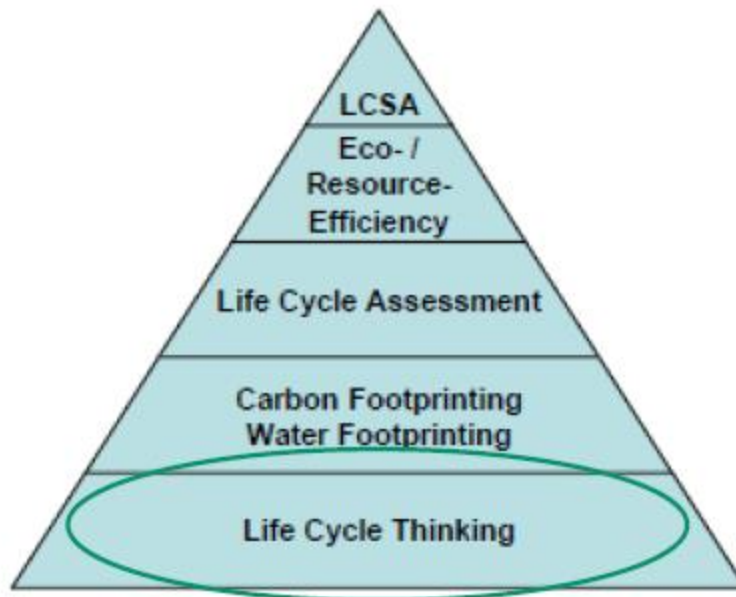 LCSA
Eco- /
Resource-
Efficiency
Life Cycle Assessment
Carbon Footprinting
Water Footprinting
Life Cycle Thinking